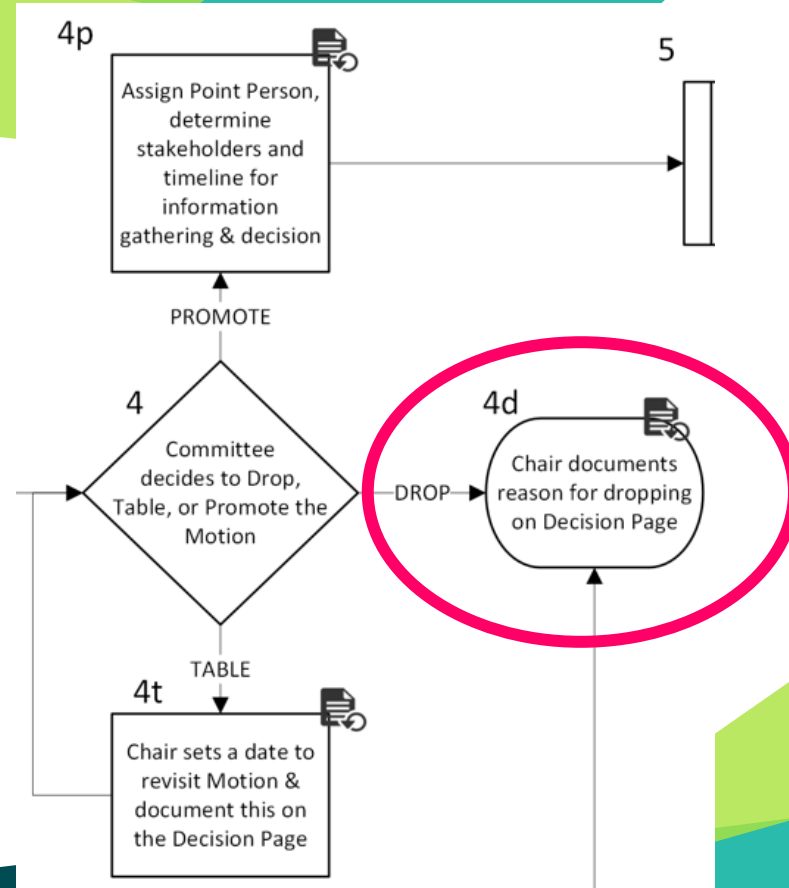 4p
Assign Point Person,
determine
stakeholders and
timeline for
information
gathering & decision
5
PROMOTE
4
Committee
decides to Drop,
Table, or Promote the
Motion
DROP
4d
Chair documents
reason for dropping
on Decision Page
TABLE
4t
Chair sets a date to
revisit Motion &
document this on
the Decision Page